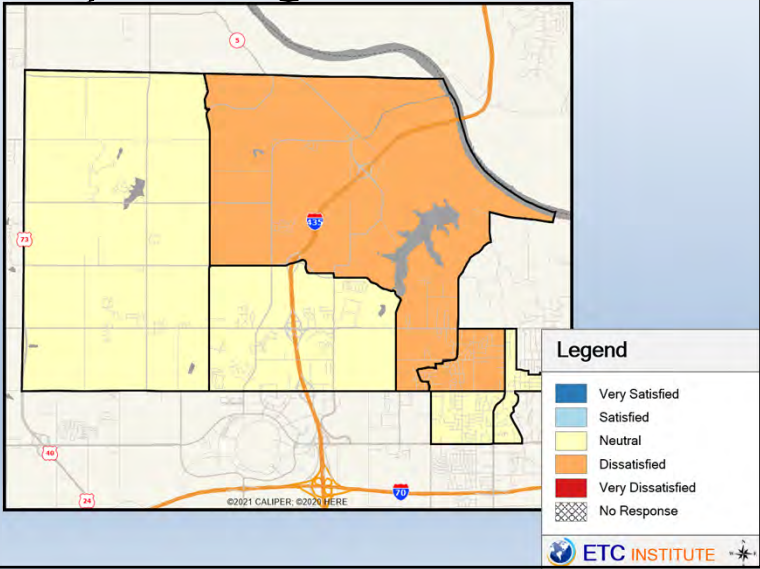 5
435
73
Legend
Very Satisfied
Satisfied
Neutral
Dissatisfied
Very Dissatisfied
No Response
40
24
70
©2021 CALIPER; ©2020 HERE
ETC INSTITUTE